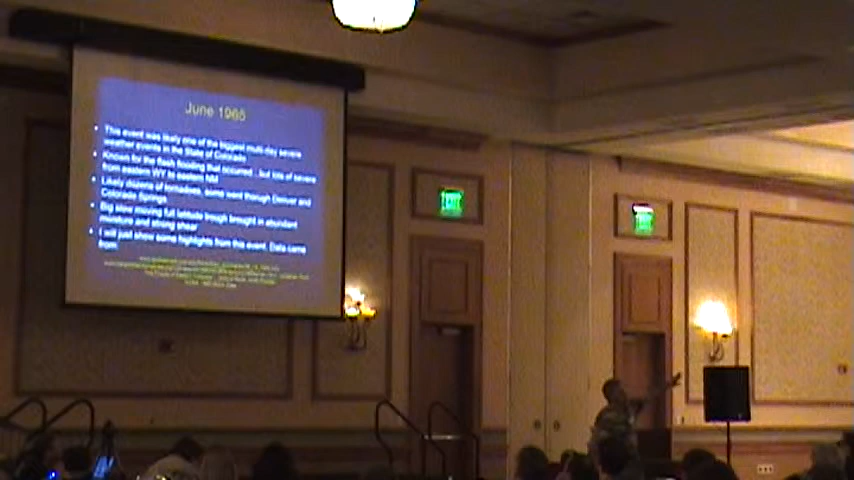 June 1965
• This event was likely one of the biggest multi-day severe
weather events in the State of Colorado
• Known for the flash flooding that occurred.. but lots of severe
from eastern WY to eastern NM
• Likely dozens of tornadoes, some went though Denver and
Colorado Springs
• Big slow moving full latitude trough brought in abundant
moisture and strong shear
• I will just show some highlights from this event. Data came
from
EXIT
EXIT